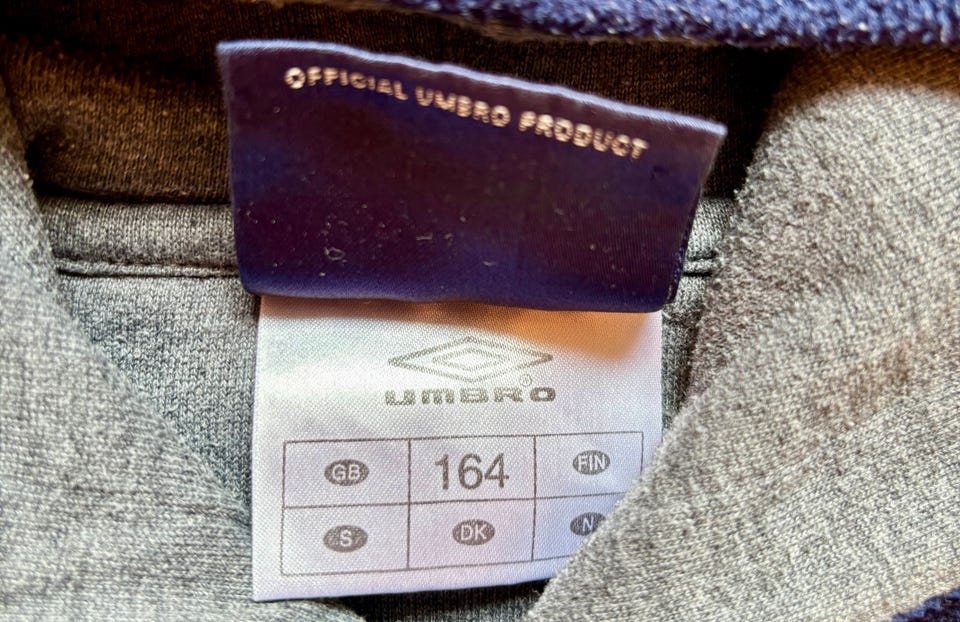 OFFICIAL UMBRO PRODUCT
UMBRO®
GB 164 FIN
S DK N